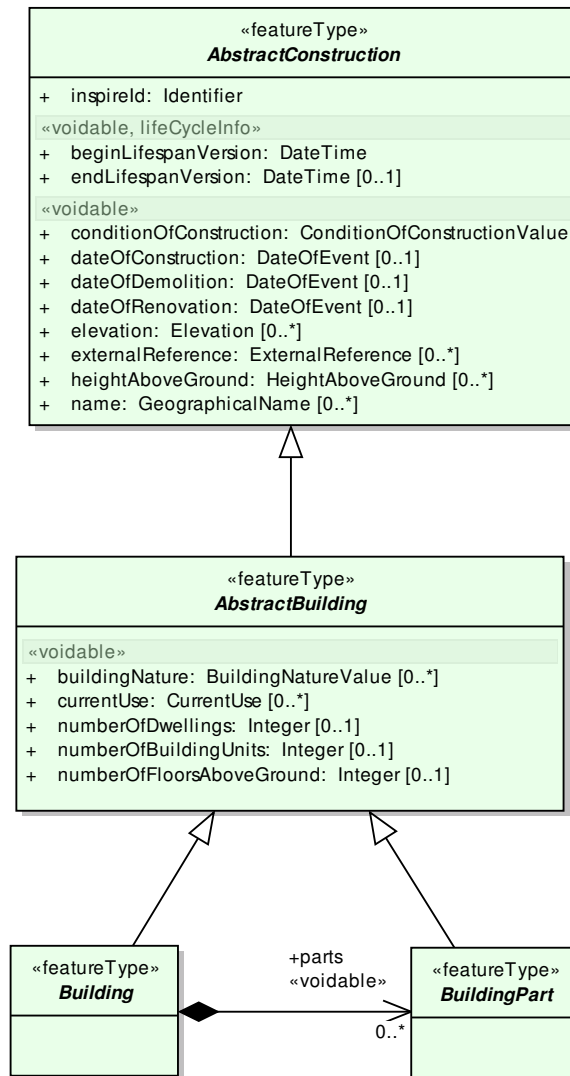 «featureType»
AbstractConstruction
+ inspireId: Identifier
«voidable, lifeCycleInfo»
+ beginLifespanVersion: DateTime
+ endLifespanVersion: DateTime [0..1]
«voidable»
+ conditionOfConstruction: ConditionOfConstructionValue
+ dateOfConstruction: DateOfEvent [0..1]
+ dateOfDemolition: DateOfEvent [0..1]
+ dateOfRenovation: DateOfEvent [0..1]
+ elevation: Elevation [0..*]
+ externalReference: ExternalReference [0..*]
+ heightAboveGround: HeightAboveGround [0..*]
+ name: GeographicalName [0..*]
«featureType»
AbstractBuilding
«voidable»
+ buildingNature: BuildingNatureValue [0..*]
+ currentUse: CurrentUse [0..*]
+ numberOfDwellings: Integer [0..1]
+ numberOfBuildingUnits: Integer [0..1]
+ numberOfFloorsAboveGround: Integer [0..1]
«featureType»
Building
+parts
«voidable»
0..*
«featureType»
BuildingPart